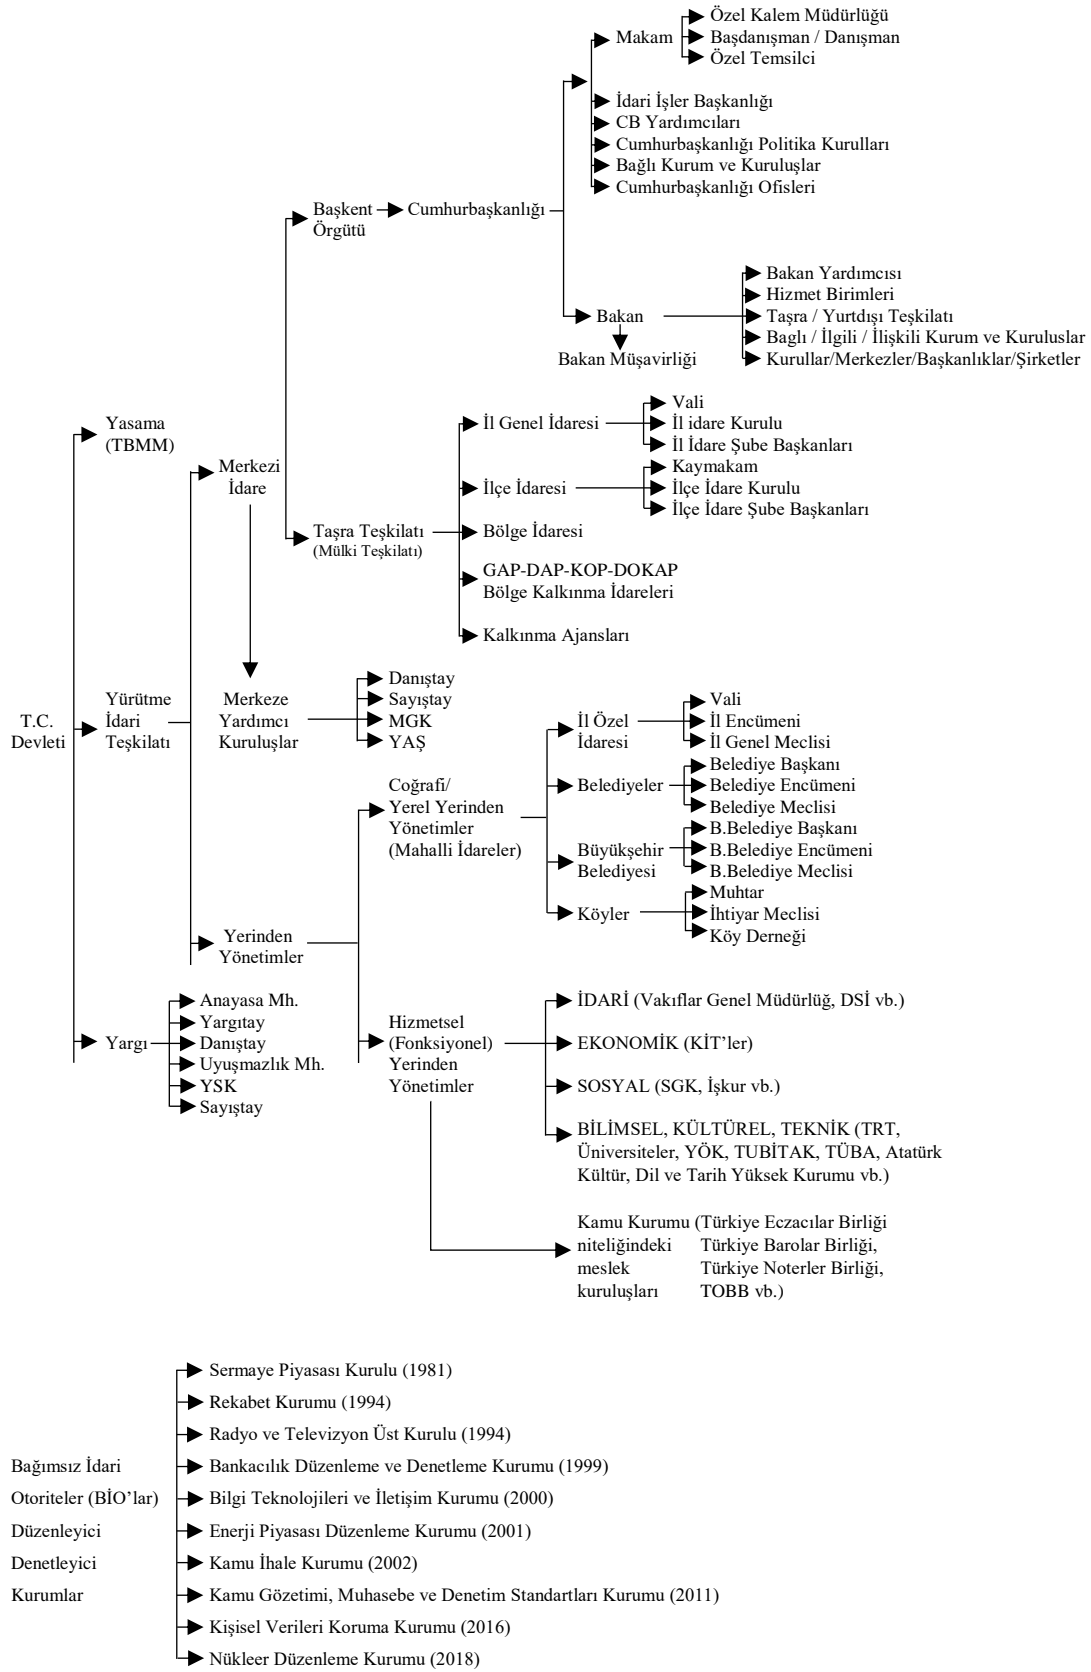 Özel Kalem Müdürlüğü
Makam
Başdanışman / Danışman
Özel Temsilci
İdari İşler Başkanlığı
CB Yardımcıları
Cumhurbaşkanlığı Politika Kurulları
Bağlı Kurum ve Kuruluşlar
Cumhurbaşkanlığı Ofisleri
Başkent
Örgütü
Cumhurbaşkanlığı
Bakan
Bakan Müşavirliği
Bakan Yardımcısı
Hizmet Birimleri
Taşra / Yurtdışı Teşkilatı
Baglı / İlgili / İlişkili Kurum ve Kuruluslar
Kurullar/Merkezler/Başkanlıklar/Şirketler
Yasama
(TBMM)
Merkezi
İdare
Taşra Teşkilatı
(Mülki Teşkilatı)
İl Genel İdaresi
Vali
İl idare Kurulu
İl İdare Şube Başkanları
İlçe İdaresi
Kaymakam
İlçe İdare Kurulu
İlçe İdare Şube Başkanları
Bölge İdaresi
GAP-DAP-KOP-DOKAP
Bölge Kalkınma İdareleri
Kalkınma Ajansları
T.C.
Devleti
Yürütme
İdari
Teşkilatı
Merkeze
Yardımcı
Kuruluşlar
Danıştay
Sayıştay
MGK
YAŞ
Coğrafi/
Yerel Yerinden
Yönetimler
(Mahalli İdareler)
İl Özel
İdaresi
Vali
İl Encümeni
İl Genel Meclisi
Belediyeler
Belediye Başkanı
Belediye Encümeni
Belediye Meclisi
Büyükşehir
Belediyesi
B.Belediye Başkanı
B.Belediye Encümeni
B.Belediye Meclisi
Köyler
Muhtar
İhtiyar Meclisi
Köy Derneği
Yerinden
Yönetimler
Yargı
Anayasa Mh.
Yargıtay
Danıştay
Uyuşmazlık Mh.
YSK
Sayıştay
Hizmetsel
(Fonksiyonel)
Yerinden
Yönetimler
İDARİ (Vakıflar Genel Müdürlüğ, DSİ vb.)
EKONOMİK (KİT’ler)
SOSYAL (SGK, İşkur vb.)
BİLİMSEL, KÜLTÜREL, TEKNİK (TRT,
Üniversiteler, YÖK, TUBİTAK, TÜBA, Atatürk
Kültür, Dil ve Tarih Yüksek Kurumu vb.)
Kamu Kurumu (Türkiye Eczacılar Birliği
niteliğindeki Türkiye Barolar Birliği,
meslek Türkiye Noterler Birliği,
kuruluşları TOBB vb.)
Bağımsız İdari
Otoriteler (BİO’lar)
Düzenleyici
Denetleyici
Kurumlar
Sermaye Piyasası Kurulu (1981)
Rekabet Kurumu (1994)
Radyo ve Televizyon Üst Kurulu (1994)
Bankacılık Düzenleme ve Denetleme Kurumu (1999)
Bilgi Teknolojileri ve İletişim Kurumu (2000)
Enerji Piyasası Düzenleme Kurumu (2001)
Kamu İhale Kurumu (2002)
Kamu Gözetimi, Muhasebe ve Denetim Standartları Kurumu (2011)
Kişisel Verileri Koruma Kurumu (2016)
Nükleer Düzenleme Kurumu (2018)